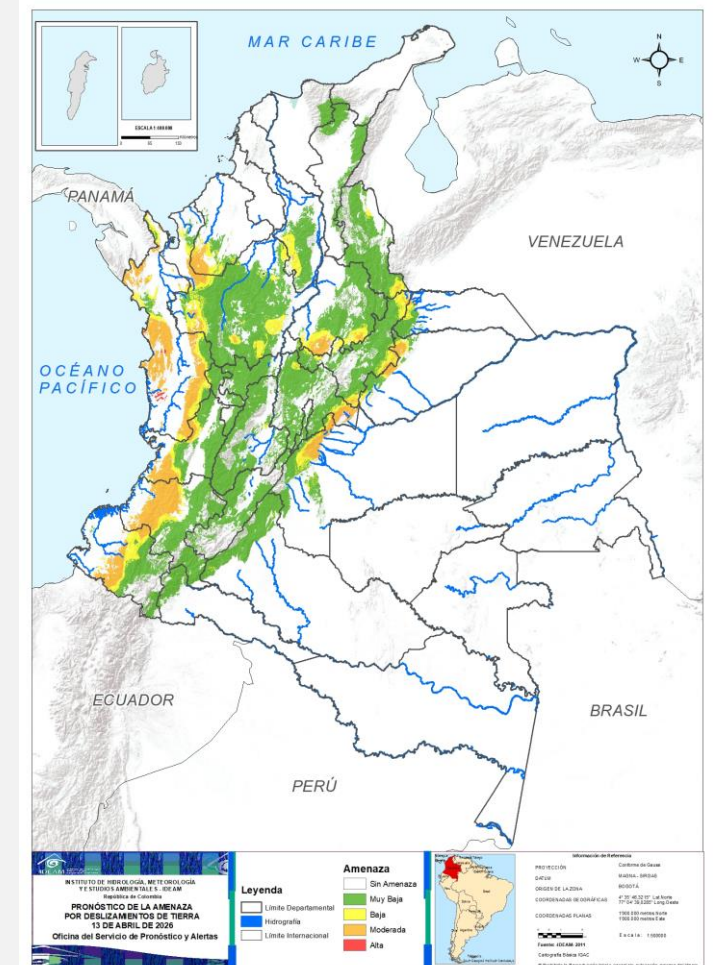 MAR CARIBE
N
W E
S
ESCALA 1:600.000
PANAMÁ
VENEZUELA
OCÉANO
PACÍFICO
ECUADOR
PERÚ
BRASIL
IDEAM
INSTITUTO DE HIDROLOGÍA, METEOROLOGÍA
Y ESTUDIOS AMBIENTALES - IDEAM
República de Colombia
PRONÓSTICO DE LA AMENAZA
POR DESLIZAMIENTOS DE TIERRA
13 DE ABRIL DE 2026
Oficina del Servicio de Pronóstico y Alertas
Leyenda
Límite Departamental
Hidrografía
Límite Internacional
Amenaza
Sin Amenaza
Muy Baja
Baja
Moderada
Alta
Información de Referencia
PROYECCIÓN Conforme de Gauss
DATUM MAGNA - SIRGAS
ORIGEN DE LA ZONA BOGOTÁ
COORDENADAS GEOGRÁFICAS
COORDENADAS PLANAS
Fuente: IDEAM 2011
Cartografía Básica IGAC